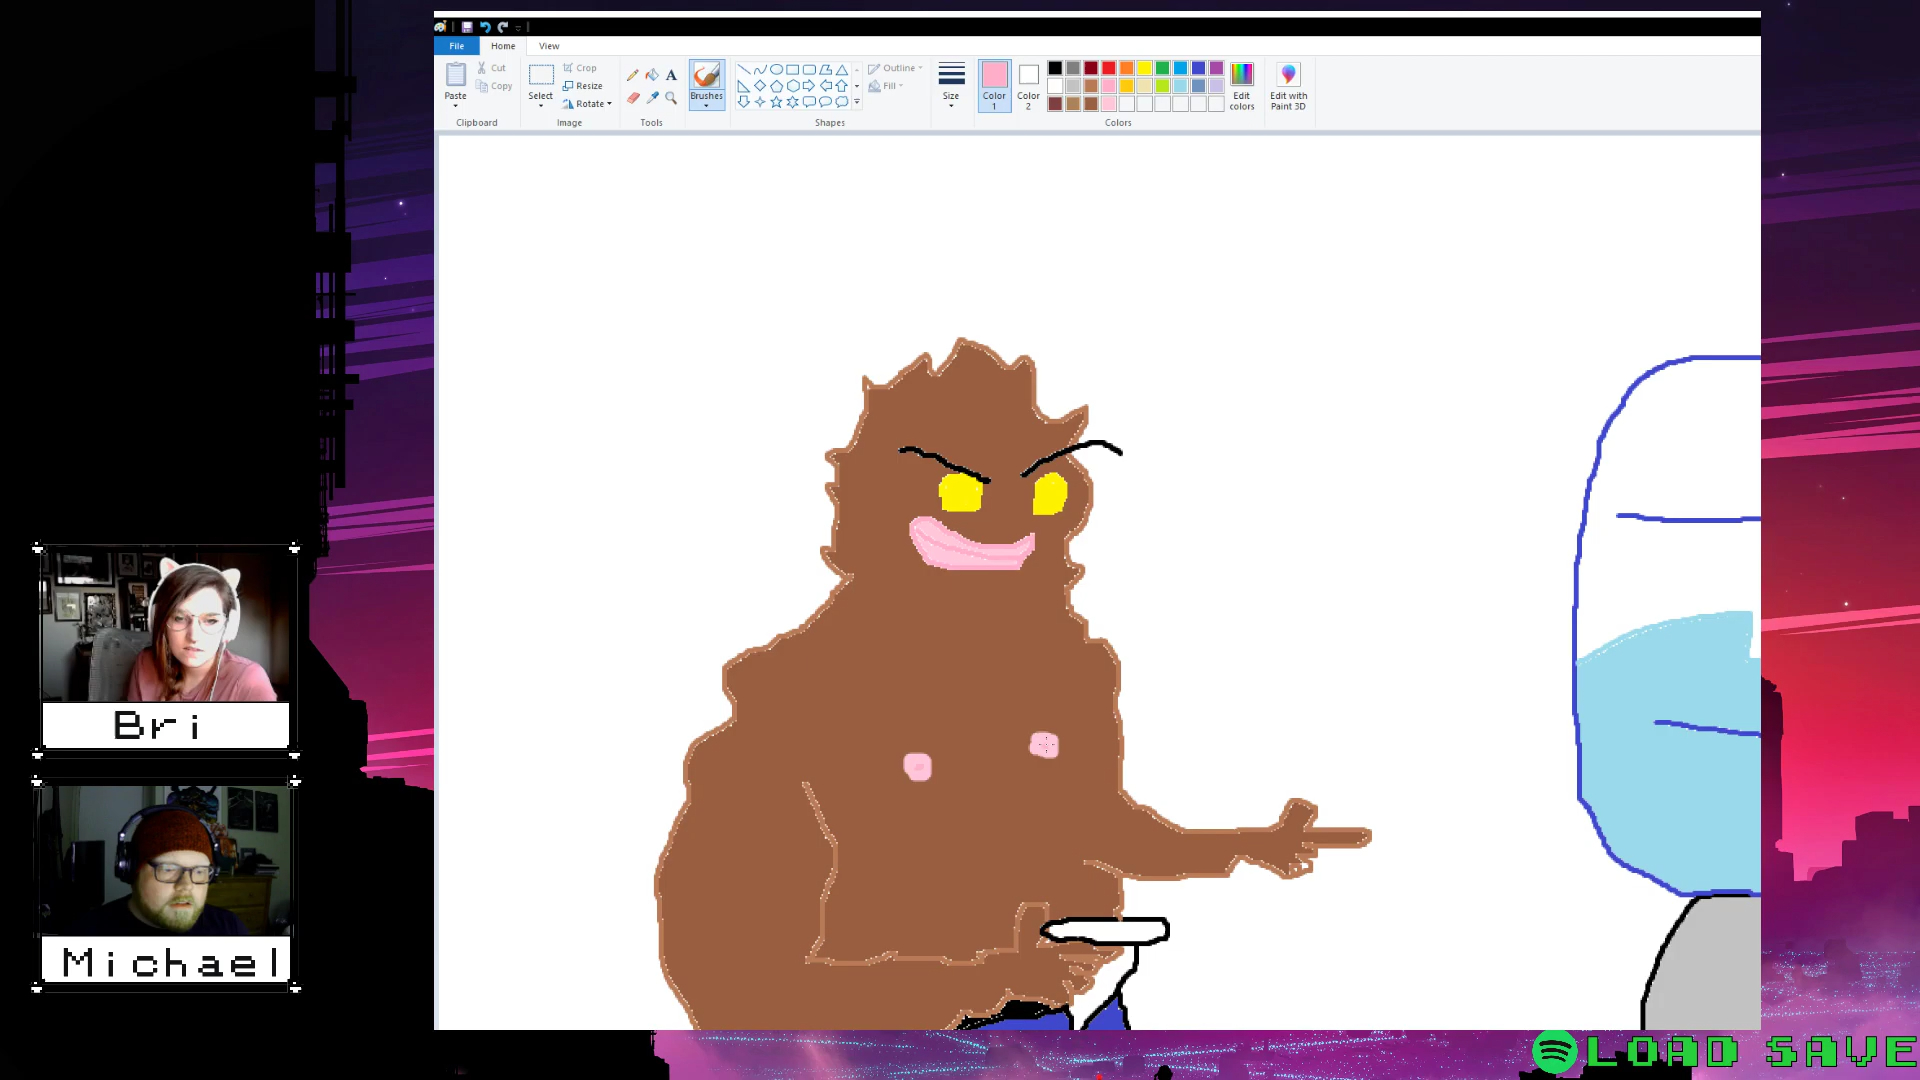 File Home View
Paste
Cut
Copy
Clipboard
Select
Crop
Resize
Rotate
Image
A
Tools
Brushes
Shapes
Outline
Fill
Size
Color 1
Color 2
Edit colors
Colors
Edit with Paint 3D
Bri
Michael
LOAD SAVE